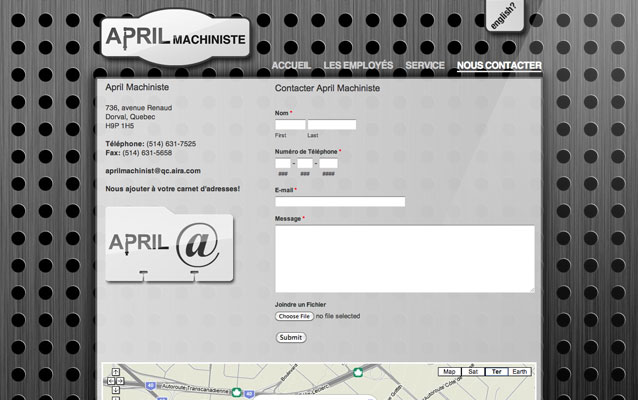 APRIL MACHINISTE
english?
ACCUEIL LES EMPLOYÉS SERVICE NOUS CONTACTER
April Machiniste
736, avenue Renaud
Dorval, Quebec
H9P 1H5
Téléphone: (514) 631-7525
Fax: (514) 631-5658
aprilmachinist@qc.aira.com
Nous ajouter à votre carnet d'adresses!
APRIL @
Contacter April Machiniste
Nom *
First Last
Numéro de Téléphone *
- -
### ### ####
E-mail *
Message *
Joindre un Fichier
Choose File no file selected
Submit
Map Sat Ter Earth
Autoroute Transcanadienne
40
40
Boulevard